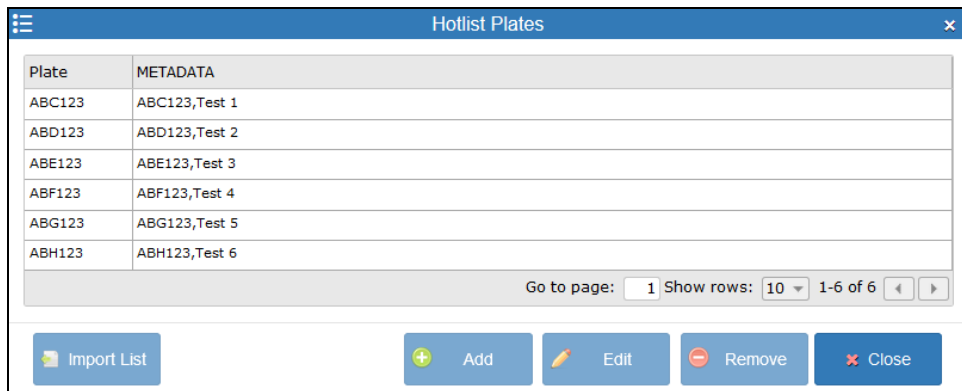 Hotlist Plates
Plate METADATA
ABC123 ABC123,Test 1
ABD123 ABD123,Test 2
ABE123 ABE123,Test 3
ABF123 ABF123,Test 4
ABG123 ABG123,Test 5
ABH123 ABH123,Test 6
Go to page: 1 Show rows: 10 1-6 of 6
Import List Add Edit Remove Close